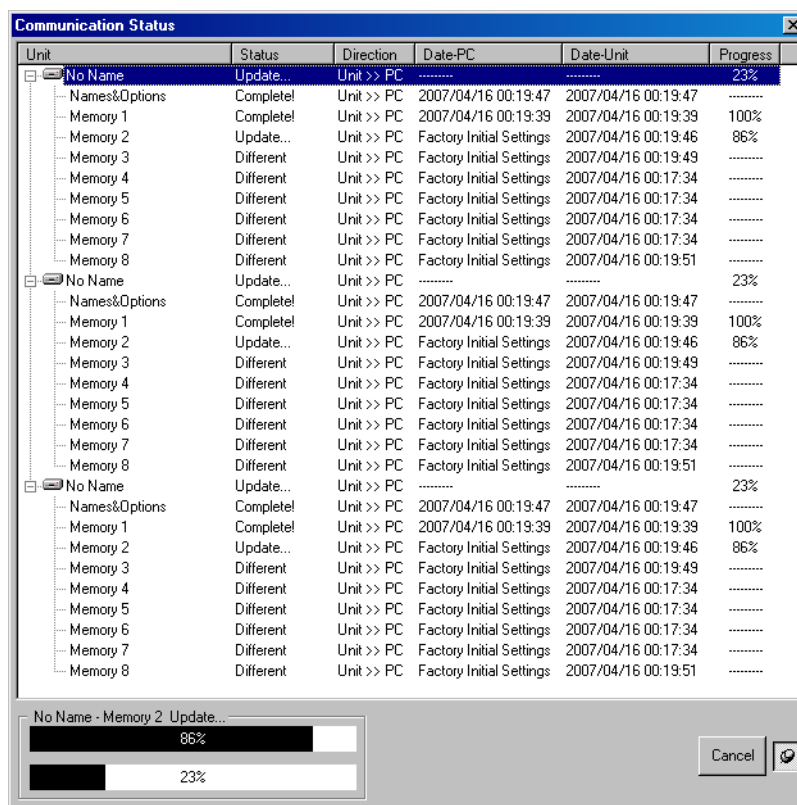 Communication Status
Unit Status Direction Date-PC Date-Unit Progress
No Name Update... Unit >> PC --------- --------- 23%
Names&Options Complete! Unit >> PC 2007/04/16 00:19:47 2007/04/16 00:19:47 ---------
Memory 1 Complete! Unit >> PC 2007/04/16 00:19:39 2007/04/16 00:19:39 100%
Memory 2 Update... Unit >> PC Factory Initial Settings 2007/04/16 00:19:46 86%
Memory 3 Different Unit >> PC Factory Initial Settings 2007/04/16 00:19:49 ---------
Memory 4 Different Unit >> PC Factory Initial Settings 2007/04/16 00:17:34 ---------
Memory 5 Different Unit >> PC Factory Initial Settings 2007/04/16 00:17:34 ---------
Memory 6 Different Unit >> PC Factory Initial Settings 2007/04/16 00:17:34 ---------
Memory 7 Different Unit >> PC Factory Initial Settings 2007/04/16 00:17:34 ---------
Memory 8 Different Unit >> PC Factory Initial Settings 2007/04/16 00:19:51 ---------
No Name Update... Unit >> PC --------- --------- 23%
Names&Options Complete! Unit >> PC 2007/04/16 00:19:47 2007/04/16 00:19:47 ---------
Memory 1 Complete! Unit >> PC 2007/04/16 00:19:39 2007/04/16 00:19:39 100%
Memory 2 Update... Unit >> PC Factory Initial Settings 2007/04/16 00:19:46 86%
Memory 3 Different Unit >> PC Factory Initial Settings 2007/04/16 00:19:49 ---------
Memory 4 Different Unit >> PC Factory Initial Settings 2007/04/16 00:17:34 ---------
Memory 5 Different Unit >> PC Factory Initial Settings 2007/04/16 00:17:34 ---------
Memory 6 Different Unit >> PC Factory Initial Settings 2007/04/16 00:17:34 ---------
Memory 7 Different Unit >> PC Factory Initial Settings 2007/04/16 00:17:34 ---------
Memory 8 Different Unit >> PC Factory Initial Settings 2007/04/16 00:19:51 ---------
No Name Update... Unit >> PC --------- --------- 23%
Names&Options Complete! Unit >> PC 2007/04/16 00:19:47 2007/04/16 00:19:47 ---------
Memory 1 Complete! Unit >> PC 2007/04/16 00:19:39 2007/04/16 00:19:39 100%
Memory 2 Update... Unit >> PC Factory Initial Settings 2007/04/16 00:19:46 86%
Memory 3 Different Unit >> PC Factory Initial Settings 2007/04/16 00:19:49 ---------
Memory 4 Different Unit >> PC Factory Initial Settings 2007/04/16 00:17:34 ---------
Memory 5 Different Unit >> PC Factory Initial Settings 2007/04/16 00:17:34 ---------
Memory 6 Different Unit >> PC Factory Initial Settings 2007/04/16 00:17:34 ---------
Memory 7 Different Unit >> PC Factory Initial Settings 2007/04/16 00:17:34 ---------
Memory 8 Different Unit >> PC Factory Initial Settings 2007/04/16 00:19:51 ---------
No Name - Memory 2 Update...
86%
Cancel
23%